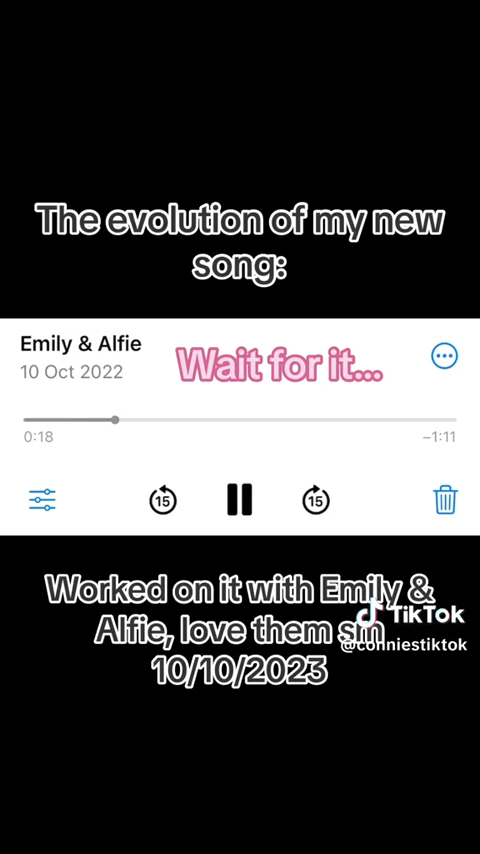 The evolution of my new
song:
Emily & Alfie
Wait for it...
10 Oct 2022
0:18
–1:11
15
15
Worked on it with Emily &
Alfie, love them sm
10/10/2023
TikTok
@conniestiktok